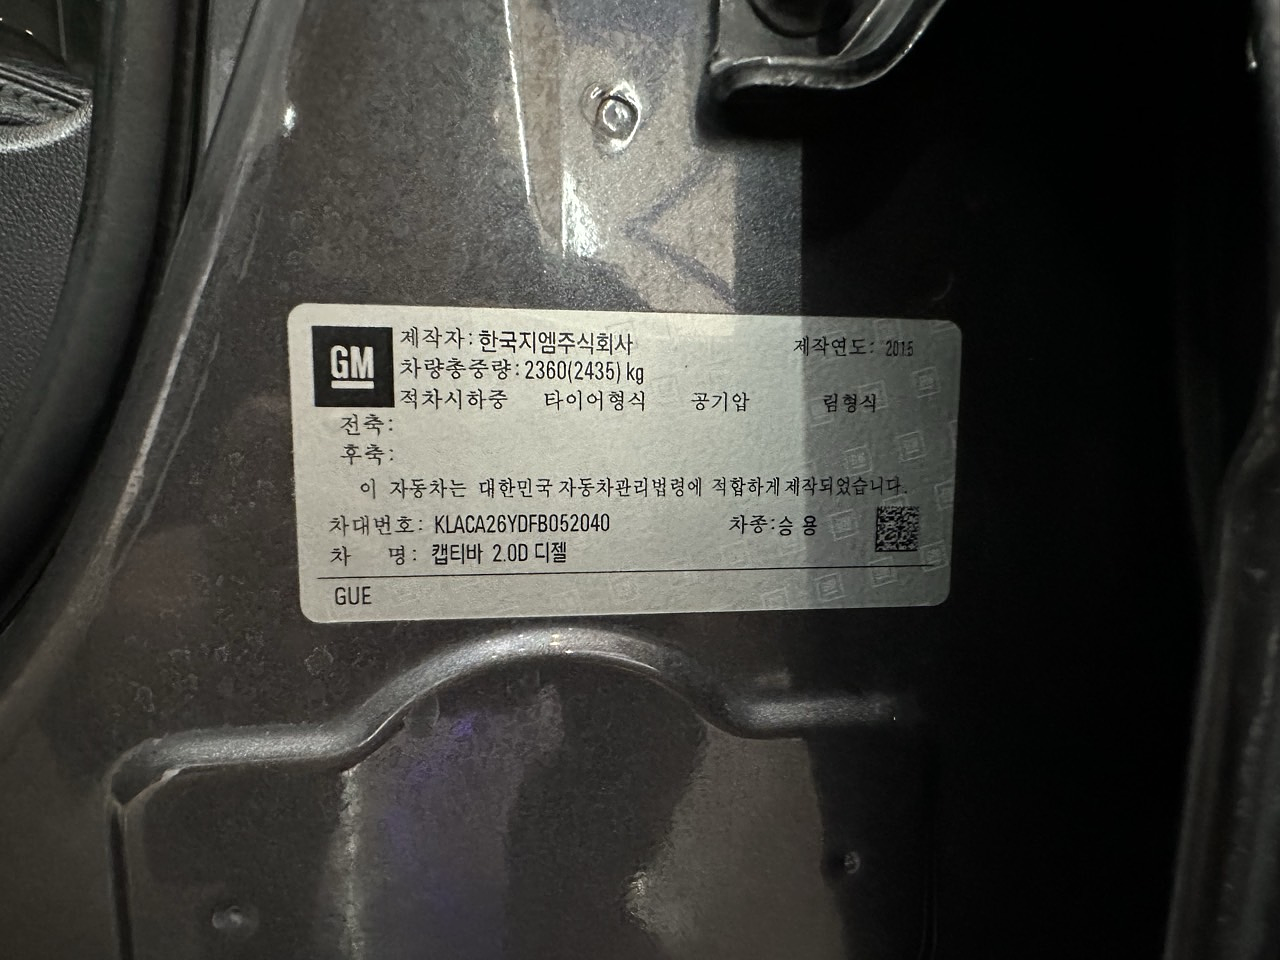 GM
제작자: 한국지엠주식회사 제작연도: 2015
차량총중량: 2360(2435) kg
적차시하중 타이어형식 공기압 림형식
전축:
후축:
이 자동차는 대한민국 자동차관리법령에 적합하게 제작되었습니다.
차대번호: KLACA26YDFB052040 차종:승 용
차 명: 캡티바 2.0D 디젤
GUE